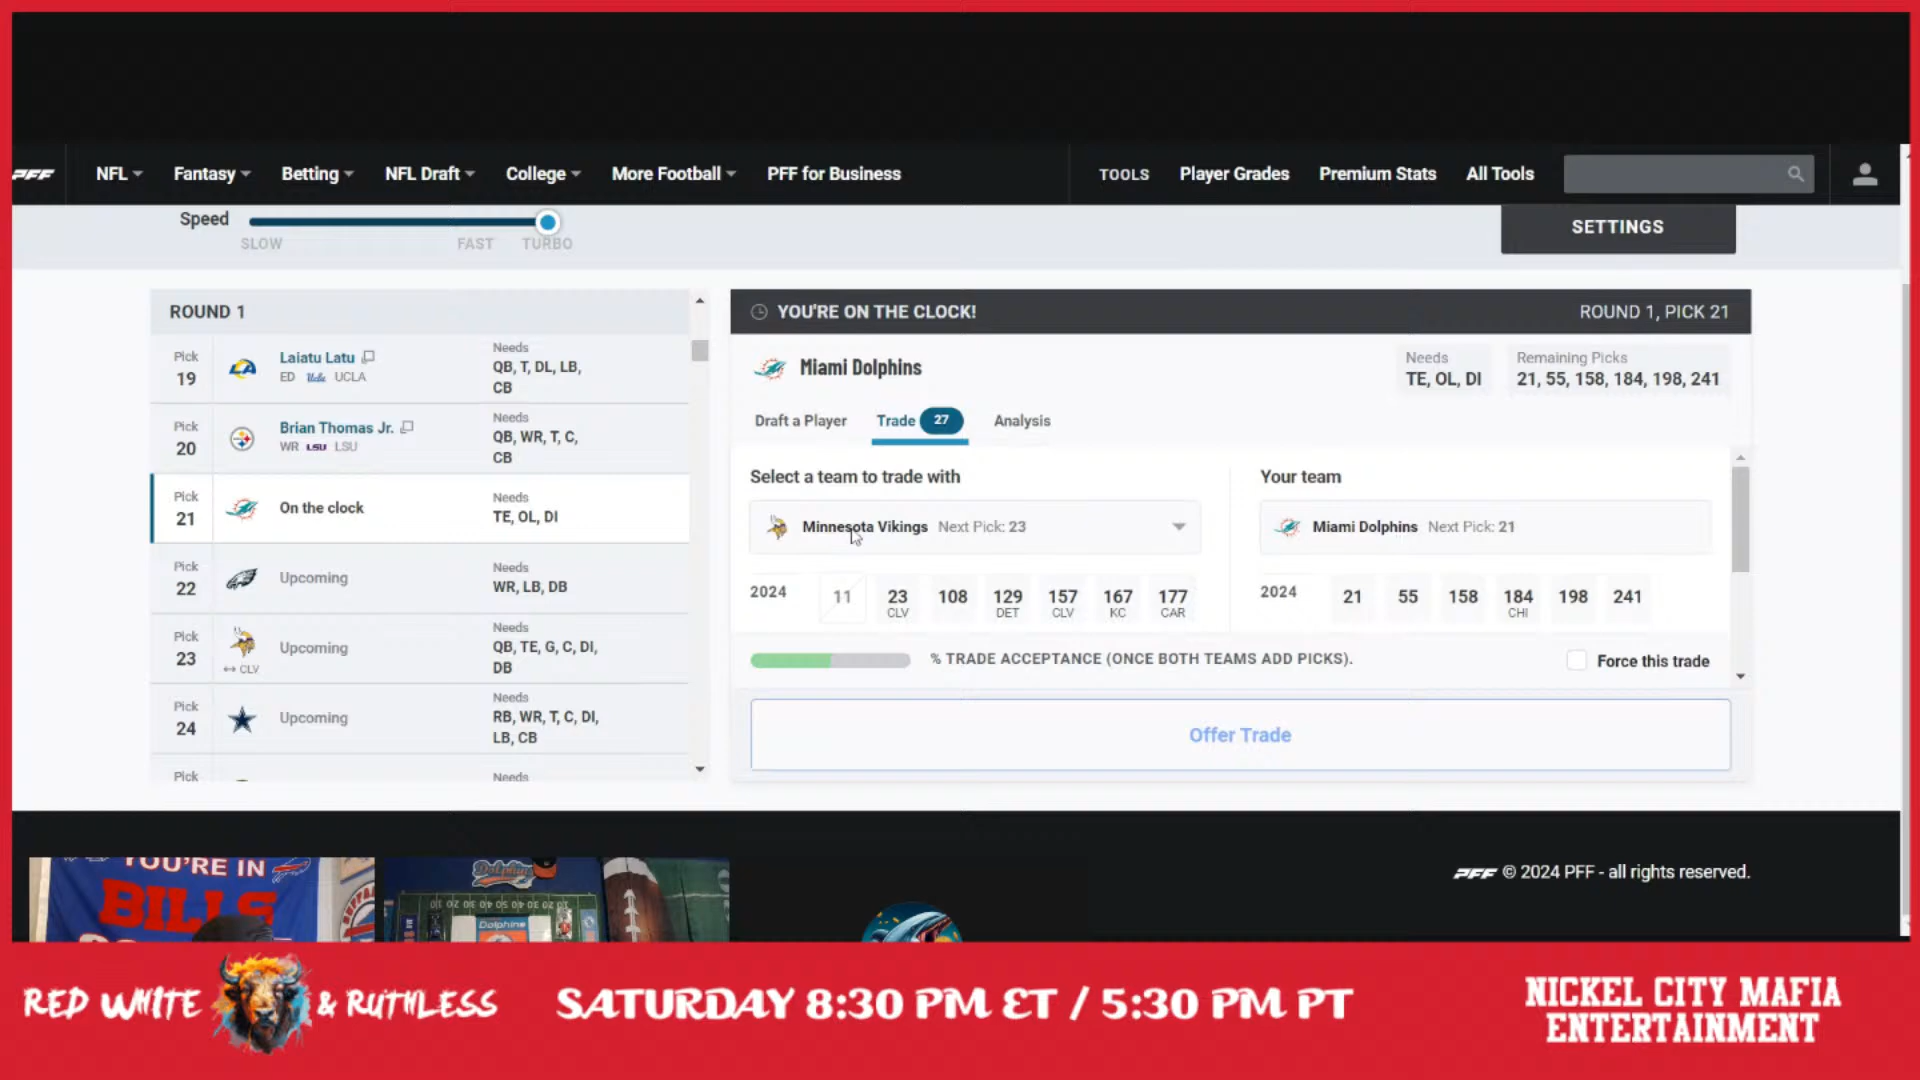 PFF
NFL
Fantasy
Betting
NFL Draft
College
More Football
PFF for Business
TOOLS
Player Grades
Premium Stats
All Tools
Speed
SLOW
FAST
TURBO
SETTINGS
ROUND 1
Pick
19
Laiatu Latu
ED Ucla UCLA
Needs
QB, T, DL, LB,
CB
Pick
20
Brian Thomas Jr.
WR LSU LSU
Needs
QB, WR, T, C,
CB
Pick
21
On the clock
Needs
TE, OL, DI
Pick
22
Upcoming
Needs
WR, LB, DB
Pick
23
↔ CLV
Upcoming
Needs
QB, TE, G, C, DI,
DB
Pick
24
Upcoming
Needs
RB, WR, T, C, DI,
LB, CB
Pick
Needs
YOU'RE ON THE CLOCK!
ROUND 1, PICK 21
Miami Dolphins
Needs
TE, OL, DI
Remaining Picks
21, 55, 158, 184, 198, 241
Draft a Player
Trade 27
Analysis
Select a team to trade with
Minnesota Vikings Next Pick: 23
2024
11
23
CLV
108
129
DET
157
CLV
167
KC
177
CAR
Your team
Miami Dolphins Next Pick: 21
2024
21
55
158
184
CHI
198
241
% TRADE ACCEPTANCE (ONCE BOTH TEAMS ADD PICKS).
Force this trade
Offer Trade
PFF © 2024 PFF - all rights reserved.
YOU'RE IN
BILLS
Dolphins
Dolphins
RED WHITE & RUTHLESS
SATURDAY 8:30 PM ET / 5:30 PM PT
NICKEL CITY MAFIA
ENTERTAINMENT